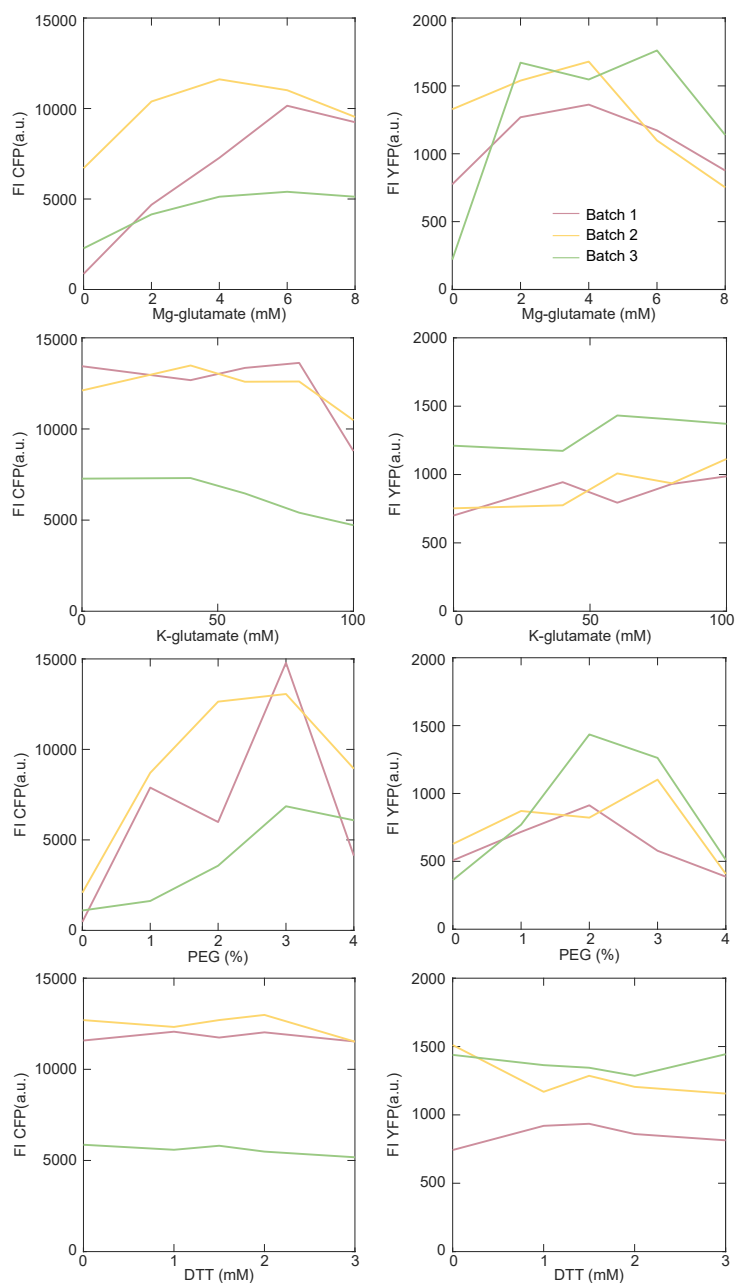 15000
10000
5000
0
FI CFP(a.u.)
0 2 4 6 8
Mg-glutamate (mM)
2000
1500
1000
500
0
FI YFP(a.u.)
Batch 1
Batch 2
Batch 3
0 2 4 6 8
Mg-glutamate (mM)
15000
10000
5000
0
FI CFP(a.u.)
0 50 100
K-glutamate (mM)
2000
1500
1000
500
0
FI YFP(a.u.)
0 50 100
K-glutamate (mM)
15000
10000
5000
0
FI CFP(a.u.)
0 1 2 3 4
PEG (%)
2000
1500
1000
500
0
FI YFP(a.u.)
0 1 2 3 4
PEG (%)
15000
10000
5000
0
FI CFP(a.u.)
0 1 2 3
DTT (mM)
2000
1500
1000
500
0
FI YFP(a.u.)
0 1 2 3
DTT (mM)